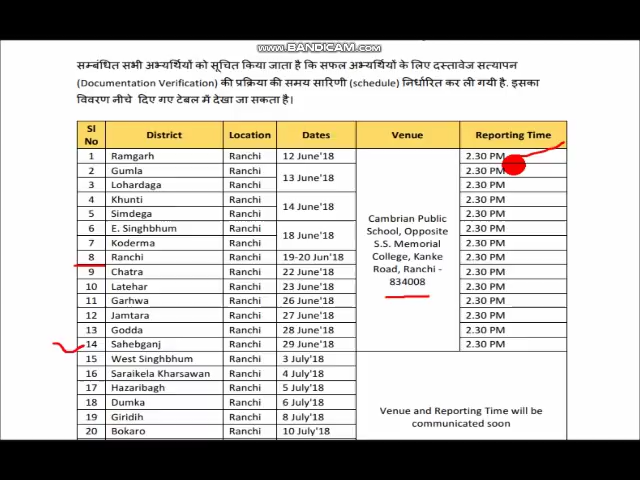 www.BANDICAM.com
सम्बंधित सभी अभ्यर्थियों को सूचित किया जाता है कि सफल अभ्यर्थियों के लिए दस्तावेज सत्यापन
(Documentation Verification) की प्रक्रिया की समय सारिणी (schedule) निर्धारित कर ली गयी है. इसका
विवरण नीचे दिए गए टेबल में देखा जा सकता है।
Sl No District Location Dates Venue Reporting Time
1 Ramgarh Ranchi 12 June'18 2.30 PM
2 Gumla Ranchi 13 June'18 2.30 PM
3 Lohardaga Ranchi 2.30 PM
4 Khunti Ranchi 14 June'18 2.30 PM
5 Simdega Ranchi 2.30 PM
6 E. Singhbhum Ranchi 18 June'18 2.30 PM
7 Koderma Ranchi 2.30 PM
8 Ranchi Ranchi 19-20 Jun'18 2.30 PM
9 Chatra Ranchi 22 June'18 2.30 PM
10 Latehar Ranchi 23 June'18 2.30 PM
11 Garhwa Ranchi 26 June'18 2.30 PM
12 Jamtara Ranchi 27 June'18 2.30 PM
13 Godda Ranchi 28 June'18 2.30 PM
14 Sahebganj Ranchi 29 June'18 2.30 PM
Cambrian Public
School, Opposite
S.S. Memorial
College, Kanke
Road, Ranchi -
834008
15 West Singhbhum Ranchi 3 July'18
16 Saraikela Kharsawan Ranchi 4 July'18
17 Hazaribagh Ranchi 5 July'18
18 Dumka Ranchi 6 July'18
19 Giridih Ranchi 8 July'18
20 Bokaro Ranchi 10 July'18
Venue and Reporting Time will be
communicated soon